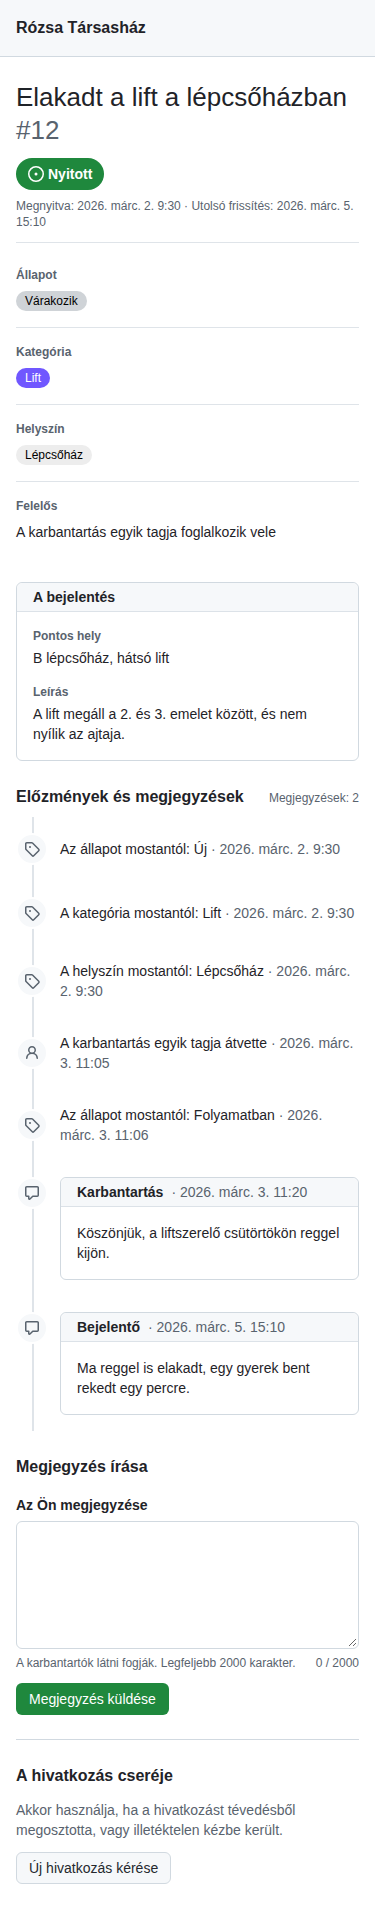 Rózsa Társasház
Elakadt a lift a lépcsőházban
#12
Nyitott
Megnyitva: 2026. márc. 2. 9:30 · Utolsó frissítés: 2026. márc. 5.
15:10
Állapot
Várakozik
Kategória
Lift
Helyszín
Lépcsőház
Felelős
A karbantartás egyik tagja foglalkozik vele
A bejelentés
Pontos hely
B lépcsőház, hátsó lift
Leírás
A lift megáll a 2. és 3. emelet között, és nem
nyílik az ajtaja.
Előzmények és megjegyzések Megjegyzések: 2
Az állapot mostantól: Új · 2026. márc. 2. 9:30
A kategória mostantól: Lift · 2026. márc. 2. 9:30
A helyszín mostantól: Lépcsőház · 2026. márc.
2. 9:30
A karbantartás egyik tagja átvette · 2026. márc.
3. 11:05
Az állapot mostantól: Folyamatban · 2026.
márc. 3. 11:06
Karbantartás · 2026. márc. 3. 11:20
Köszönjük, a liftszerelő csütörtökön reggel
kijön.
Bejelentő · 2026. márc. 5. 15:10
Ma reggel is elakadt, egy gyerek bent
rekedt egy percre.
Megjegyzés írása
Az Ön megjegyzése
A karbantartók látni fogják. Legfeljebb 2000 karakter. 0 / 2000
Megjegyzés küldése
A hivatkozás cseréje
Akkor használja, ha a hivatkozást tévedésből
megosztotta, vagy illetéktelen kézbe került.
Új hivatkozás kérése